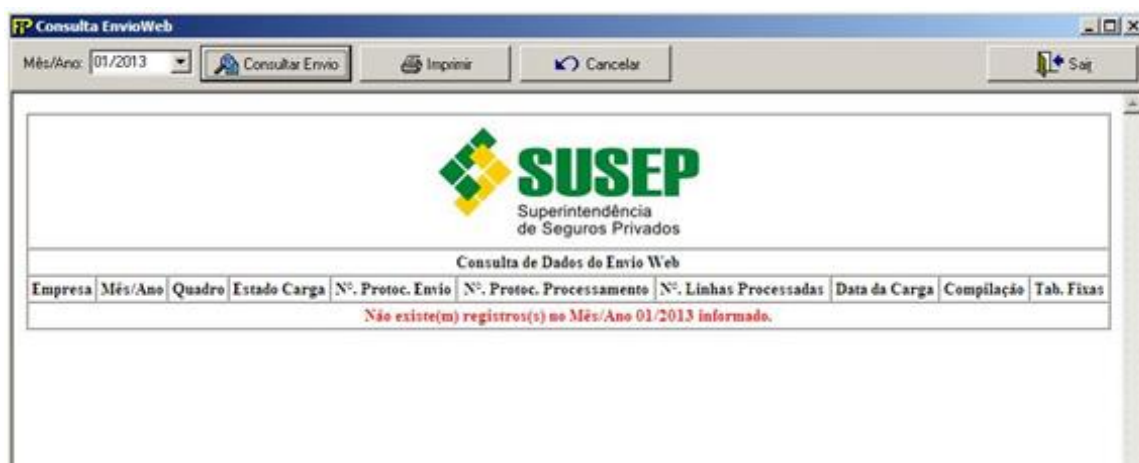 FIP Consulta EnvioWeb
Mês/Ano: 01/2013 Consultar Envio Imprimir Cancelar Sair
SUSEP
Superintendência
de Seguros Privados
Consulta de Dados do Envio Web
Empresa Mês/Ano Quadro Estado Carga Nº. Protoc. Envio Nº. Protoc. Processamento Nº. Linhas Processadas Data da Carga Compilação Tab. Fixas
Não existe(m) registros(s) no Mês/Ano 01/2013 informado.